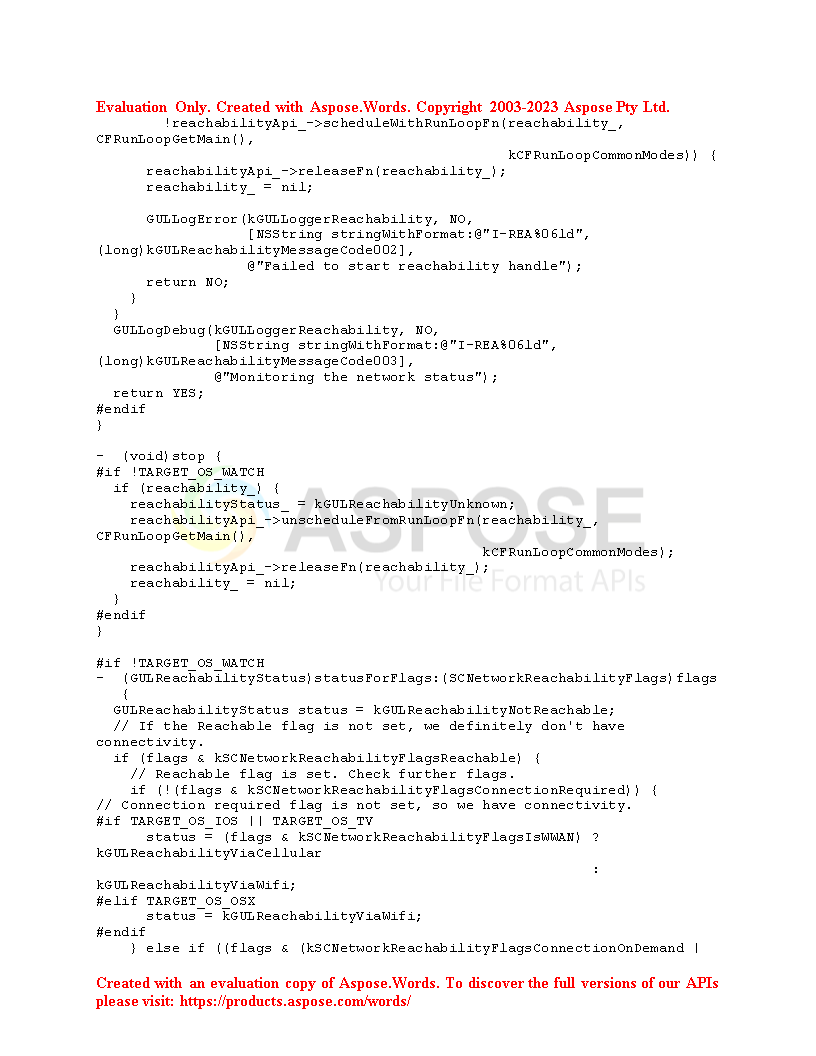 Evaluation Only. Created with Aspose.Words. Copyright 2003-2023 Aspose Pty Ltd.
        !reachabilityApi_->scheduleWithRunLoopFn(reachability_,
CFRunLoopGetMain(),
                                                 kCFRunLoopCommonModes)) {
      reachabilityApi_->releaseFn(reachability_);
      reachability_ = nil;

      GULLogError(kGULLoggerReachability, NO,
                  [NSString stringWithFormat:@"I-REA%06ld",
(long)kGULReachabilityMessageCode002],
                  @"Failed to start reachability handle");
      return NO;
    }
  }
  GULLogDebug(kGULLoggerReachability, NO,
              [NSString stringWithFormat:@"I-REA%06ld",
(long)kGULReachabilityMessageCode003],
              @"Monitoring the network status");
  return YES;
#endif
}

-  (void)stop {
#if !TARGET_OS_WATCH
  if (reachability_) {
    reachabilityStatus_ = kGULReachabilityUnknown;
    reachabilityApi_->unscheduleFromRunLoopFn(reachability_,
CFRunLoopGetMain(),
                                              kCFRunLoopCommonModes);
    reachabilityApi_->releaseFn(reachability_);
    reachability_ = nil;
  }
#endif
}
ASPOSE
Your File Format APIs

#if !TARGET_OS_WATCH
-  (GULReachabilityStatus)statusForFlags:(SCNetworkReachabilityFlags)flags
   {
  GULReachabilityStatus status = kGULReachabilityNotReachable;
  // If the Reachable flag is not set, we definitely don't have
connectivity.
  if (flags & kSCNetworkReachabilityFlagsReachable) {
    // Reachable flag is set. Check further flags.
    if (!(flags & kSCNetworkReachabilityFlagsConnectionRequired)) {
// Connection required flag is not set, so we have connectivity.
#if TARGET_OS_IOS || TARGET_OS_TV
      status = (flags & kSCNetworkReachabilityFlagsIsWWAN) ?
kGULReachabilityViaCellular
                                                           :
kGULReachabilityViaWifi;
#elif TARGET_OS_OSX
      status = kGULReachabilityViaWifi;
#endif
    } else if ((flags & (kSCNetworkReachabilityFlagsConnectionOnDemand |
Created with an evaluation copy of Aspose.Words. To discover the full versions of our APIs
please visit: https://products.aspose.com/words/